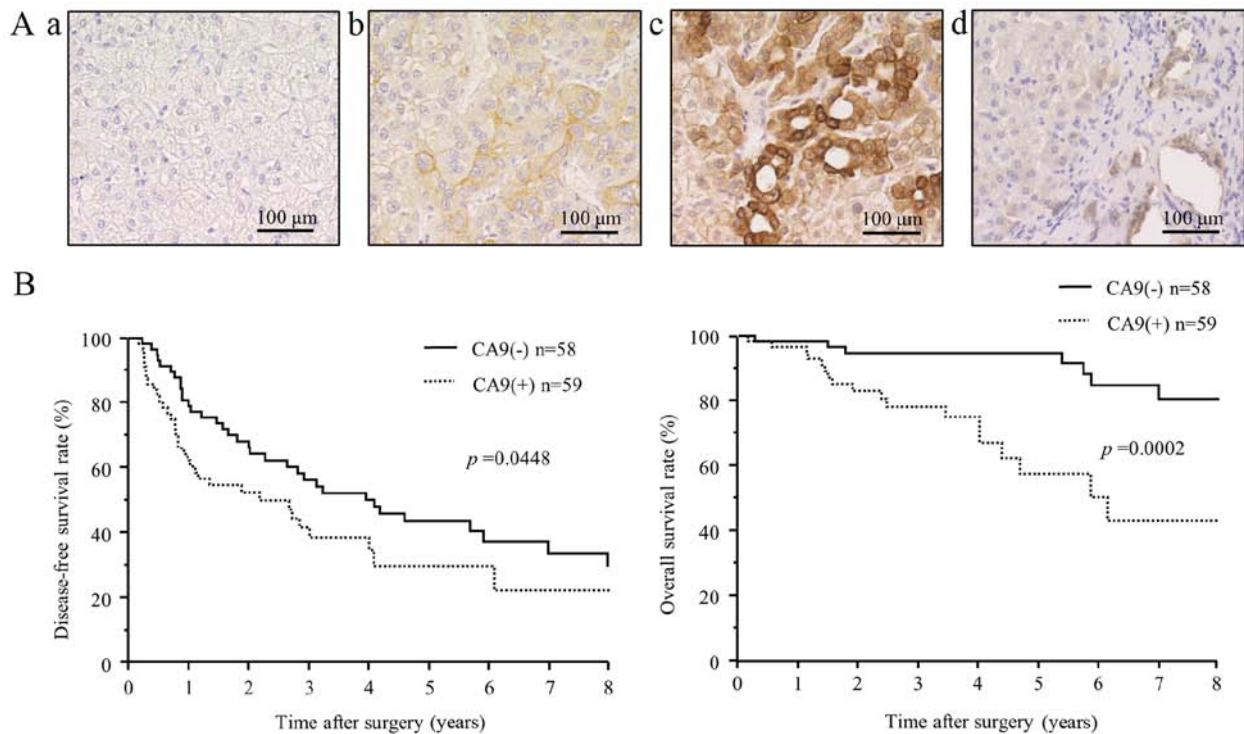 A a b c d
100 μm 100 μm 100 μm 100 μm
B
CA9(-) n=58
CA9(+) n=59
p=0.0448
Disease-free survival rate (%)
100
80
60
40
20
0
0 1 2 3 4 5 6 7 8
Time after surgery (years)
CA9(-) n=58
CA9(+) n=59
p=0.0002
Overall survival rate (%)
100
80
60
40
20
0
0 1 2 3 4 5 6 7 8
Time after surgery (years)